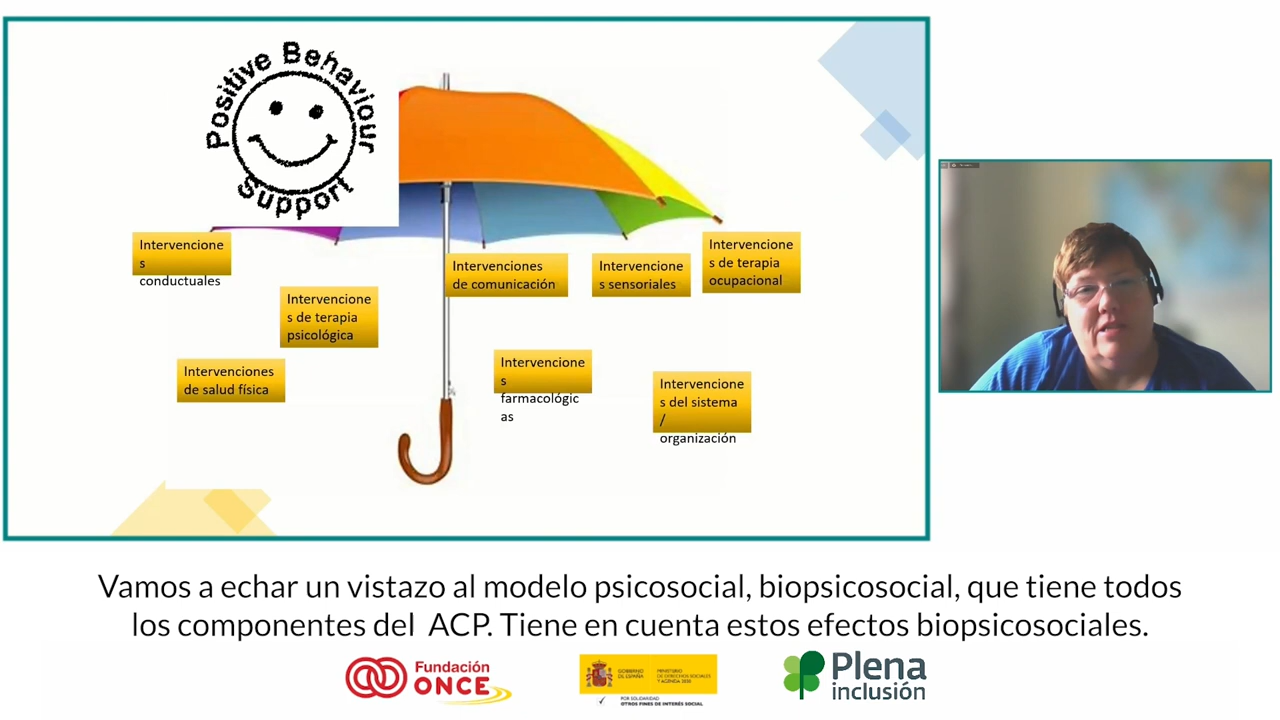 Positive Behaviour
Support
Intervencione
s
conductuales
Intervenciones
de comunicación
Intervencione
s sensoriales
Intervencione
s de terapia
ocupacional
Intervencione
s de terapia
psicológica
Intervenciones
de salud física
Intervencione
s
farmacológic
as
Intervencione
s del sistema
/
organización
Vamos a echar un vistazo al modelo psicosocial, biopsicosocial, que tiene todos
los componentes del ACP. Tiene en cuenta estos efectos biopsicosociales.
Fundación
ONCE
GOBIERNO
DE ESPAÑA
MINISTERIO
DE DERECHOS SOCIALES
Y AGENDA 2030
POR SOLIDARIDAD
OTROS FINES DE INTERÉS SOCIAL
Plena
inclusión